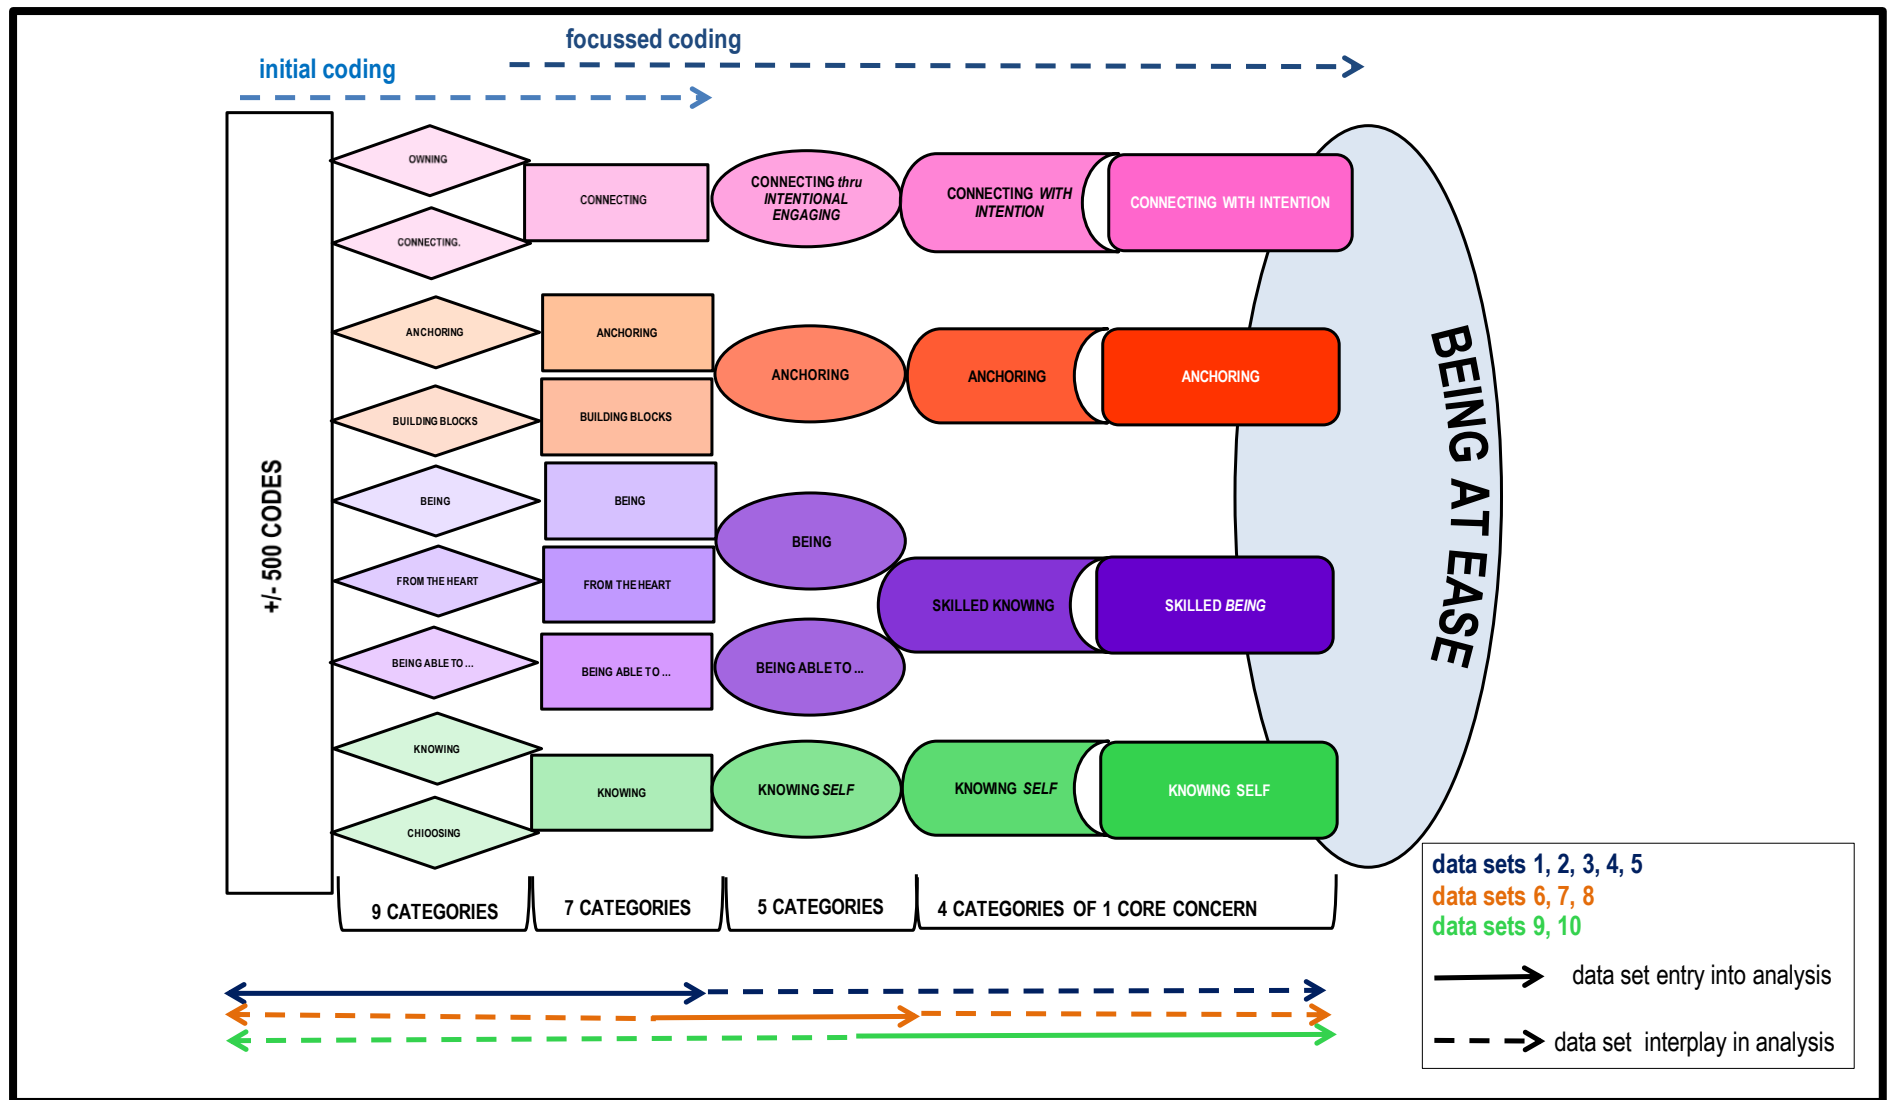 focussed coding
initial coding
+/- 500 CODES
OWNING
CONNECTING.
ANCHORING
BUILDING BLOCKS
BEING
FROM THE HEART
BEING ABLE TO ...
KNOWING
CHIOOSING
CONNECTING
ANCHORING
BUILDING BLOCKS
BEING
FROM THE HEART
BEING ABLE TO ...
KNOWING
CONNECTING thru
INTENTIONAL
ENGAGING
ANCHORING
BEING
BEING ABLE TO ...
KNOWING SELF
CONNECTING WITH
INTENTION
ANCHORING
SKILLED KNOWING
KNOWING SELF
CONNECTING WITH INTENTION
ANCHORING
SKILLED BEING
KNOWING SELF
BEING AT EASE
9 CATEGORIES
7 CATEGORIES
5 CATEGORIES
4 CATEGORIES OF 1 CORE CONCERN
data sets 1, 2, 3, 4, 5
data sets 6, 7, 8
data sets 9, 10
data set entry into analysis
data set interplay in analysis